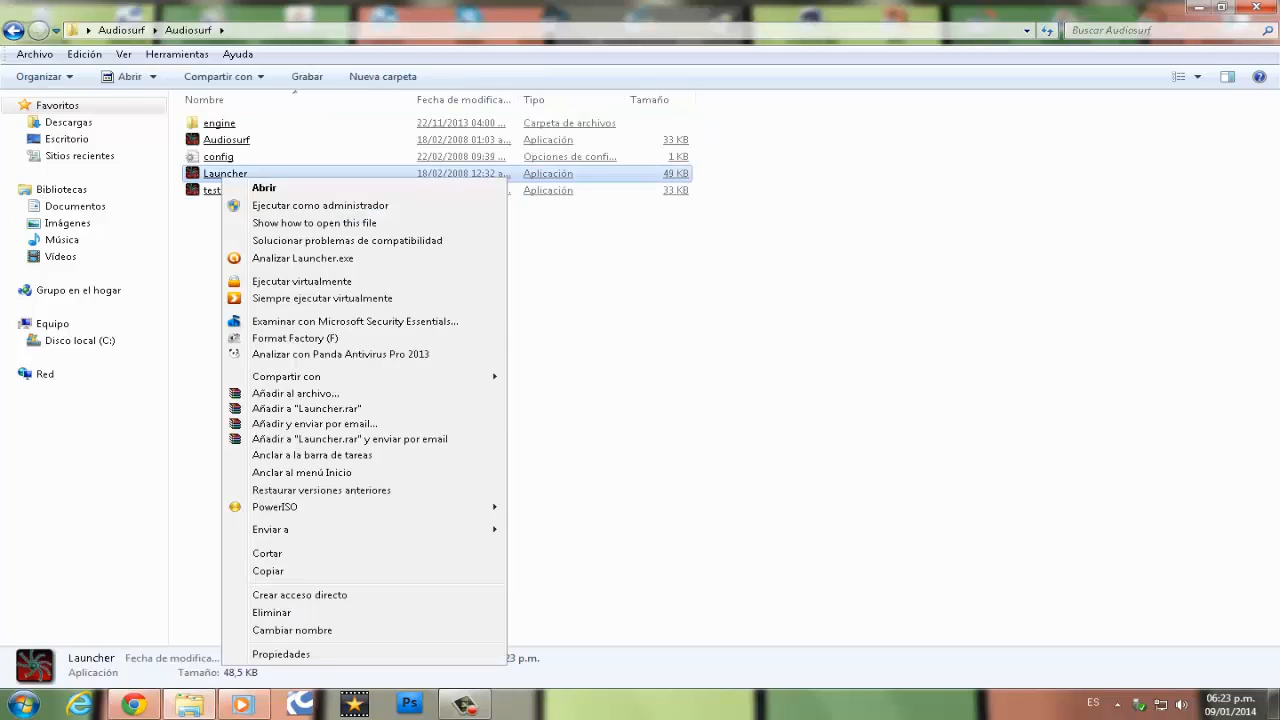 Audiosurf Audiosurf
Buscar Audiosurf
Archivo Edición Ver Herramientas Ayuda
Organizar Abrir Compartir con Grabar Nueva carpeta
Nombre Fecha de modifica... Tipo Tamaño
Favoritos
Descargas
Escritorio
Sitios recientes
Bibliotecas
Documentos
Imágenes
Música
Vídeos
Grupo en el hogar
Equipo
Disco local (C:)
Red
engine 22/11/2013 04:00 ... Carpeta de archivos
Audiosurf 18/02/2008 01:03 a... Aplicación 33 KB
config 22/02/2008 09:39 ... Opciones de confi... 1 KB
Launcher 18/02/2008 12:32 a... Aplicación 49 KB
test Aplicación 33 KB
Abrir
Ejecutar como administrador
Show how to open this file
Solucionar problemas de compatibilidad
Analizar Launcher.exe
Ejecutar virtualmente
Siempre ejecutar virtualmente
Examinar con Microsoft Security Essentials...
Format Factory (F)
Analizar con Panda Antivirus Pro 2013
Compartir con
Añadir al archivo...
Añadir a "Launcher.rar"
Añadir y enviar por email...
Añadir a "Launcher.rar" y enviar por email
Anclar a la barra de tareas
Anclar al menú Inicio
Restaurar versiones anteriores
PowerISO
Enviar a
Cortar
Copiar
Crear acceso directo
Eliminar
Cambiar nombre
Propiedades
Launcher Fecha de modifica... 23 p.m.
Aplicación Tamaño: 48,5 KB
Ps
ES
06:23 p.m.
09/01/2014